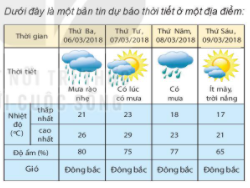 Dưới đây là một bản tin dự báo thời tiết ở một địa điểm:
Thời gian
Thứ Ba, 06/03/2018
Thứ Tư, 07/03/2018
Thứ Năm, 08/03/2018
Thứ Sáu, 09/03/2018
Thời tiết
Mưa rào nhẹ
Có lúc có mưa
Có mưa
Ít mây, trời nắng
Nhiệt độ (°C)
thấp nhất 21 23 18 17
cao nhất 26 29 23 21
Độ ẩm (%) 80 75 77 65
Gió Đông bắc Đông bắc Đông bắc Đông bắc